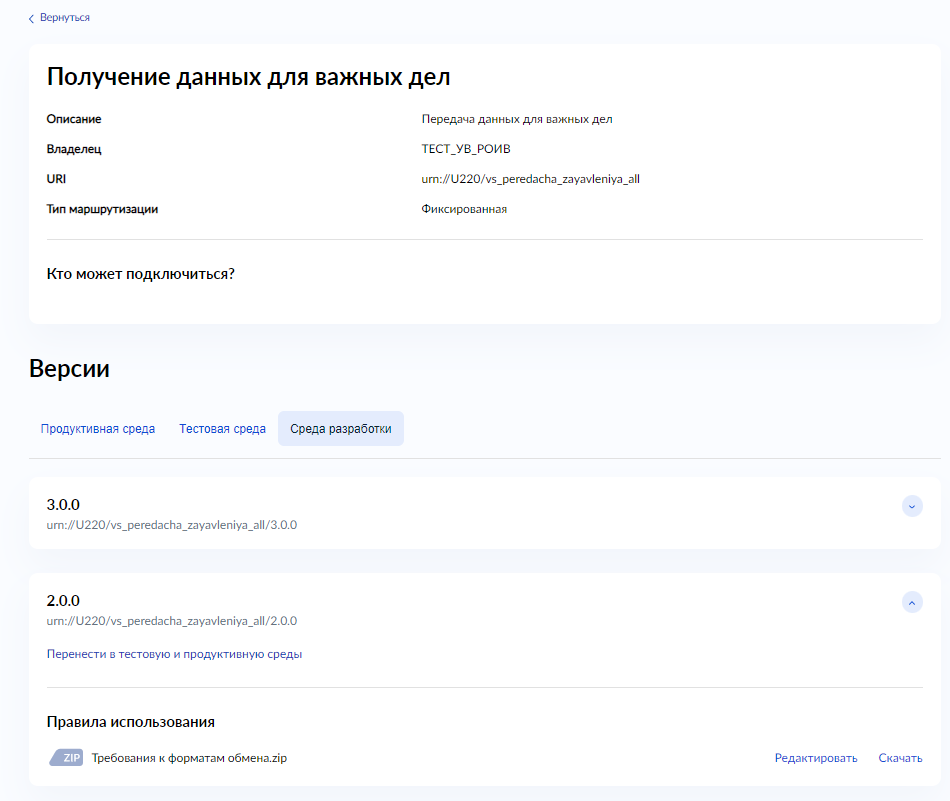 Вернуться
Получение данных для важных дел
Описание Передача данных для важных дел
Владелец ТЕСТ_УВ_РОИВ
URI urn://U220/vs_peredacha_zayavleniya_all
Тип маршрутизации Фиксированная
Кто может подключиться?
Версии
Продуктивная среда Тестовая среда Среда разработки
3.0.0
urn://U220/vs_peredacha_zayavleniya_all/3.0.0
2.0.0
urn://U220/vs_peredacha_zayavleniya_all/2.0.0
Перенести в тестовую и продуктивную среды
Правила использования
ZIP Требования к форматам обмена.zip Редактировать Скачать